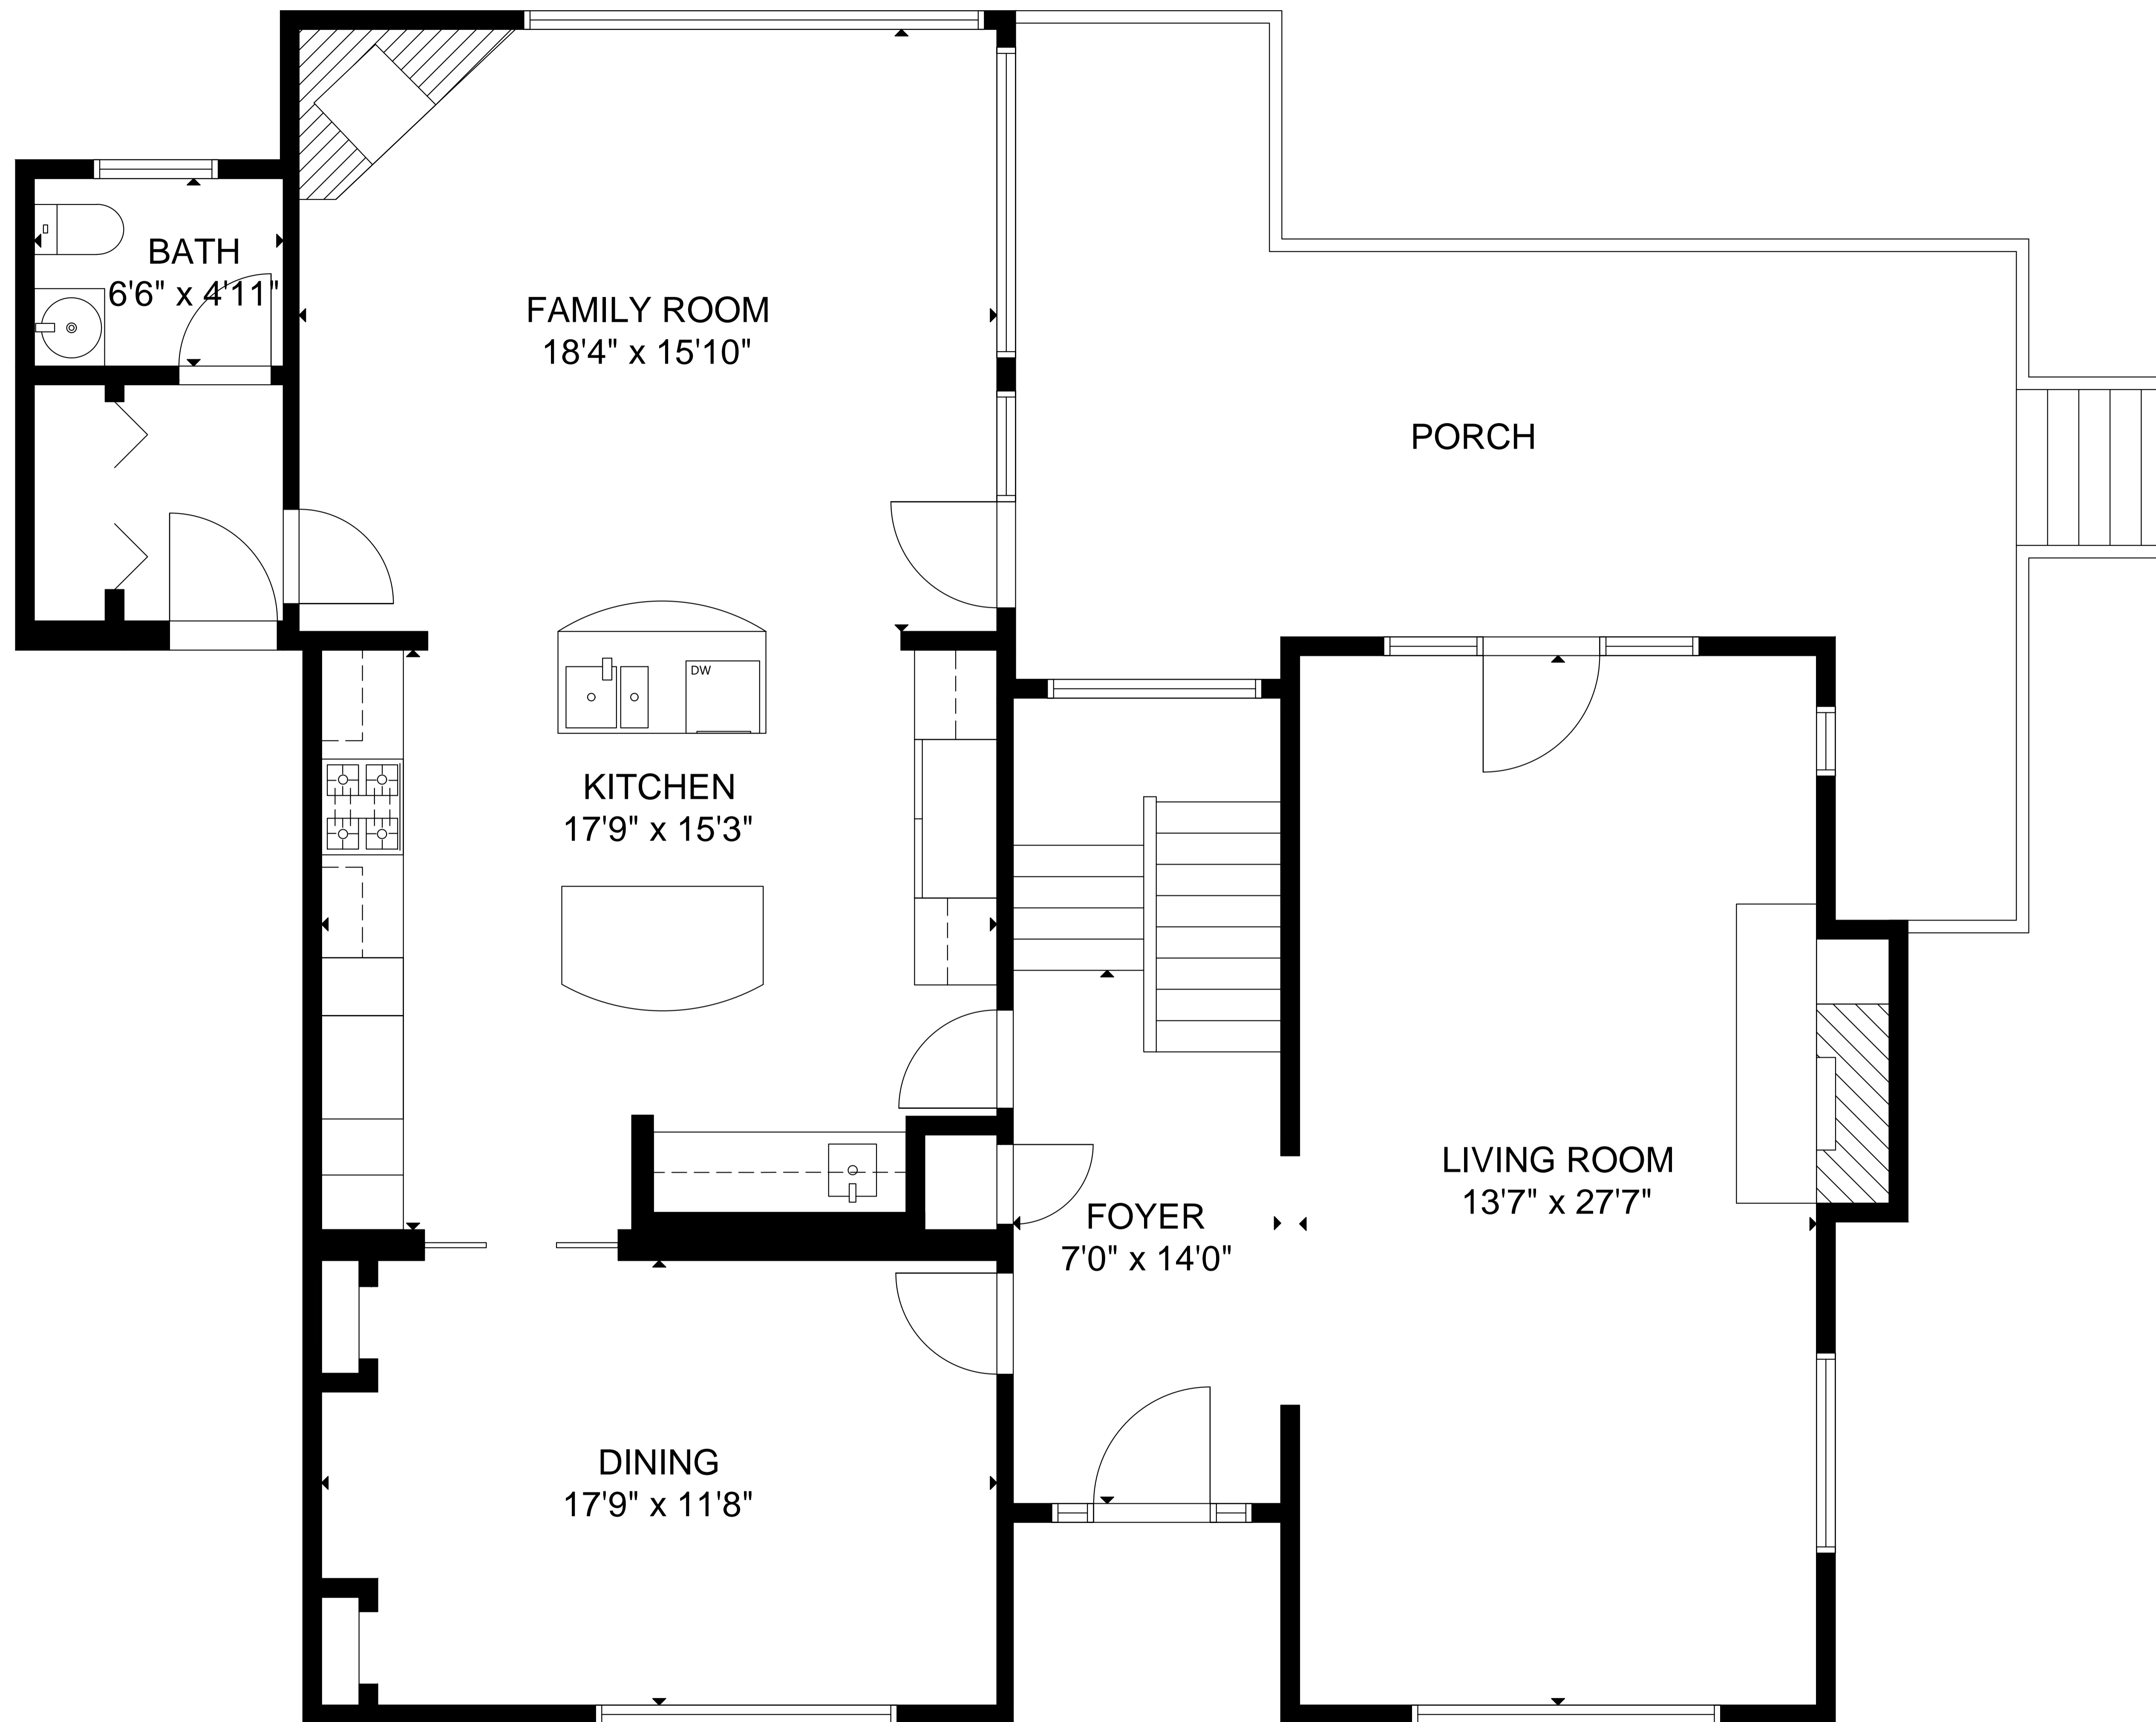 BATH
6'6" x 4'11"
FAMILY ROOM
18'4" x 15'10"
PORCH
DW
KITCHEN
17'9" x 15'3"
LIVING ROOM
13'7" x 27'7"
FOYER
7'0" x 14'0"
DINING
17'9" x 11'8"